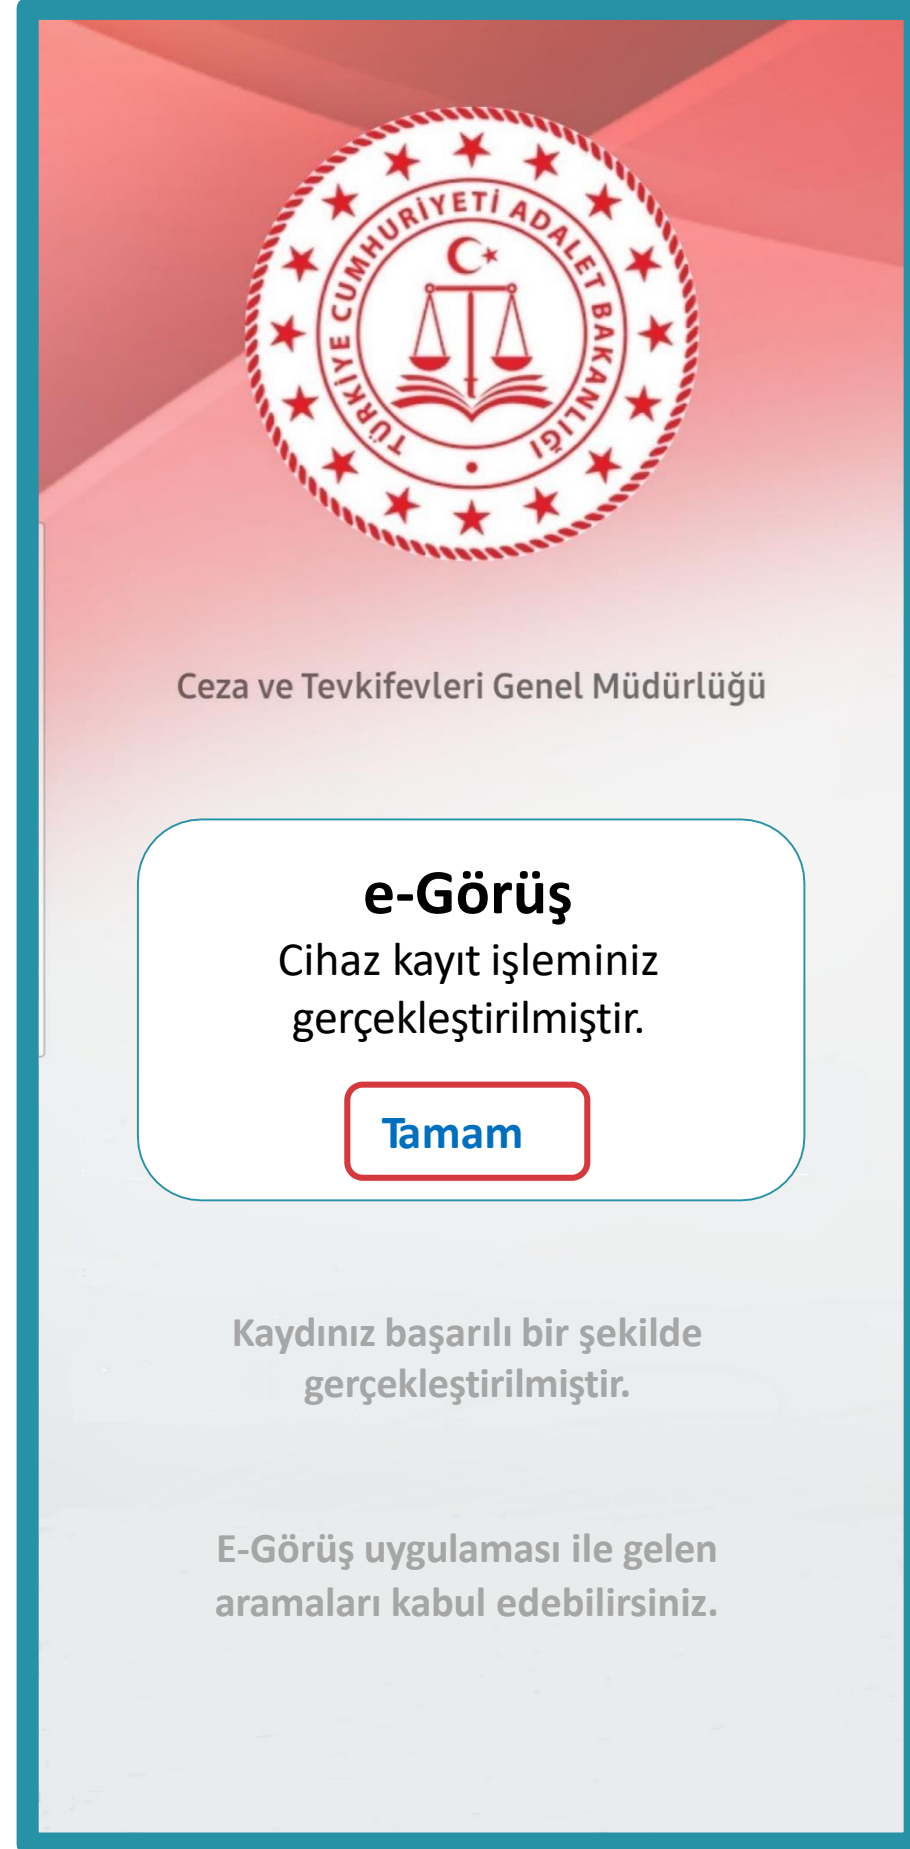 TÜRKİYE CUMHURİYETİ ADALET BAKANLIĞI
Ceza ve Tevkifevleri Genel Müdürlüğü
e-Görüş
Cihaz kayıt işleminiz
gerçekleştirilmiştir.
Tamam
Kaydınız başarılı bir şekilde
gerçekleştirilmiştir.
E-Görüş uygulaması ile gelen
aramaları kabul edebilirsiniz.